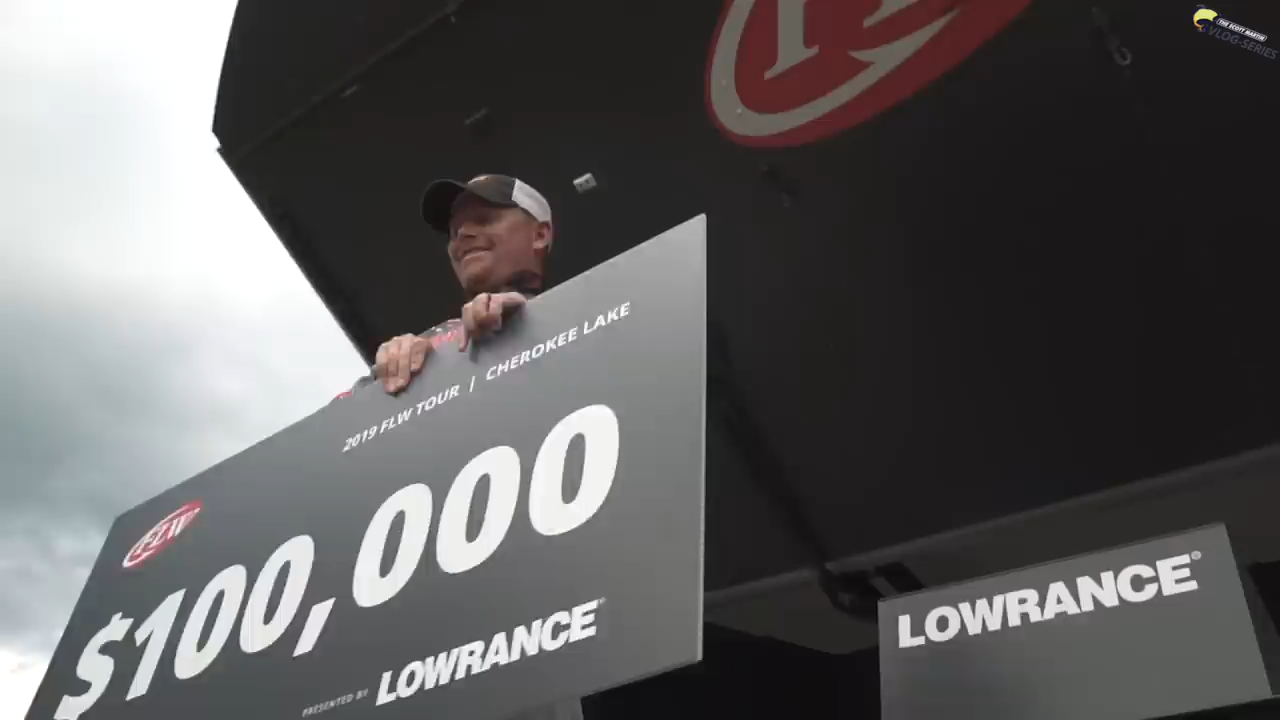 THE SCOTT MARTIN
VLOG-SERIES
2019 FLW TOUR | CHEROKEE LAKE
FLW
$100,000
PRESENTED BY LOWRANCE®
LOWRANCE®